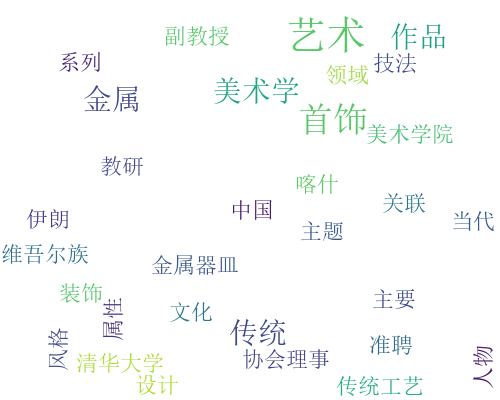 艺术
副教授
作品
系列
技法
领域
美术学
金属
首饰
美术学院
教研
喀什
关联
中国
伊朗
当代
主题
维吾尔族
金属器皿
装饰
主要
属性
文化
传统
风格
准聘
清华大学
协会理事
人物
设计
传统工艺